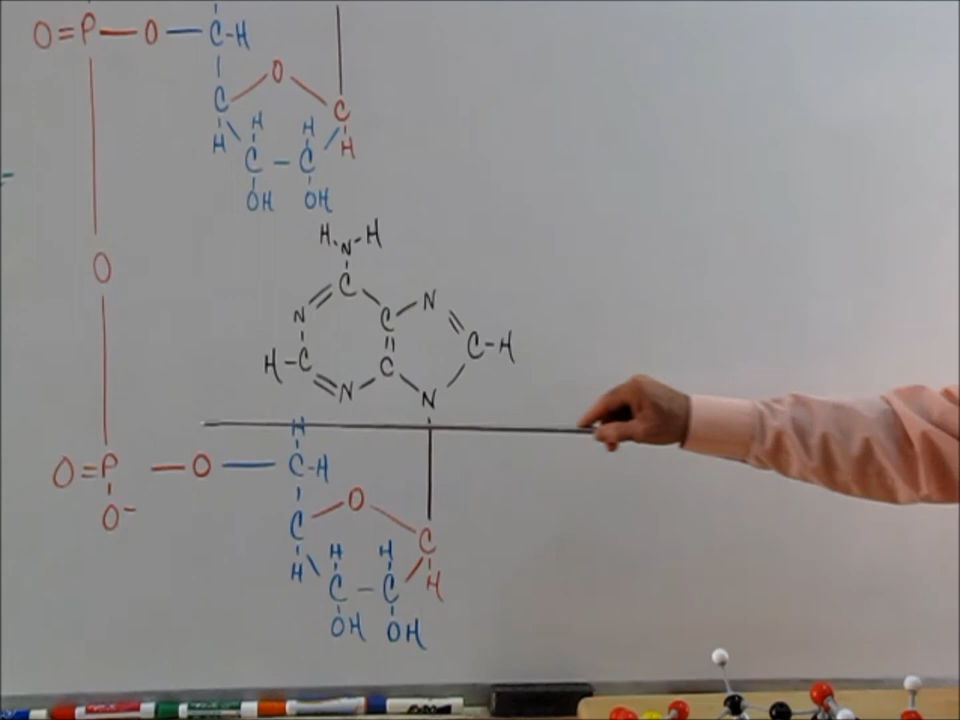 O=P—O—C-H
O
C C
H H H H
C—C
OH OH
H N H
O
C
N C N
C-H
H-C C
N N
H
O=P—O—C-H
O
O-
C C
H H H H
C—C
OH OH